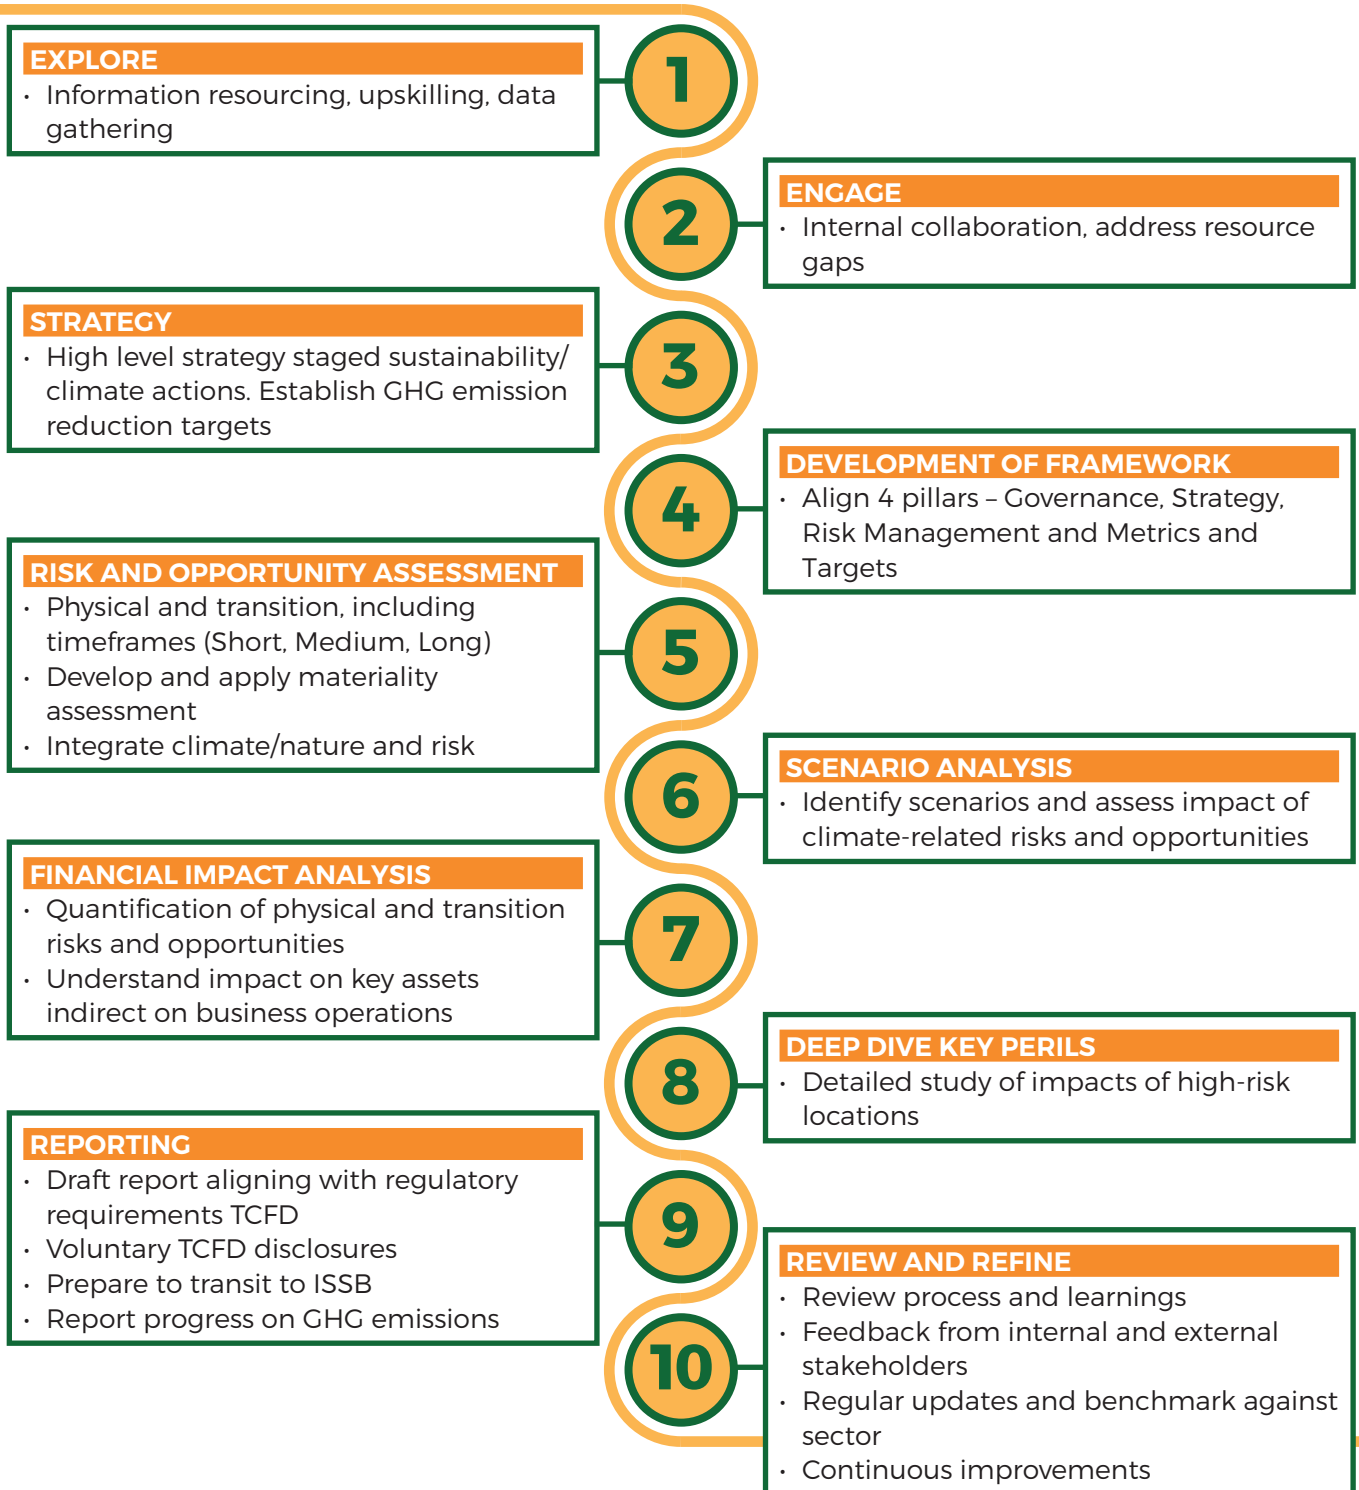 1
EXPLORE
• Information resourcing, upskilling, data
gathering
2
ENGAGE
• Internal collaboration, address resource
gaps
3
STRATEGY
• High level strategy staged sustainability/
climate actions. Establish GHG emission
reduction targets
4
DEVELOPMENT OF FRAMEWORK
• Align 4 pillars – Governance, Strategy,
Risk Management and Metrics and
Targets
5
RISK AND OPPORTUNITY ASSESSMENT
• Physical and transition, including
timeframes (Short, Medium, Long)
• Develop and apply materiality
assessment
• Integrate climate/nature and risk
6
SCENARIO ANALYSIS
• Identify scenarios and assess impact of
climate-related risks and opportunities
7
FINANCIAL IMPACT ANALYSIS
• Quantification of physical and transition
risks and opportunities
• Understand impact on key assets
indirect on business operations
8
DEEP DIVE KEY PERILS
• Detailed study of impacts of high-risk
locations
9
REPORTING
• Draft report aligning with regulatory
requirements TCFD
• Voluntary TCFD disclosures
• Prepare to transit to ISSB
• Report progress on GHG emissions
10
REVIEW AND REFINE
• Review process and learnings
• Feedback from internal and external
stakeholders
• Regular updates and benchmark against
sector
• Continuous improvements